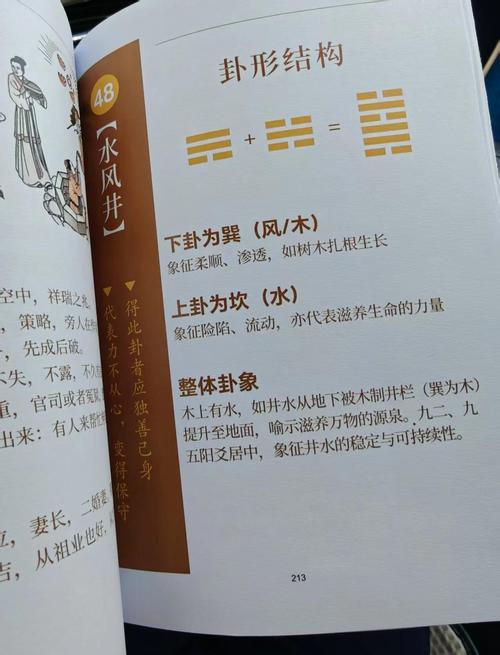 空中，祥瑞之兆
，策略，旁人在
，先成后破。
不失，不露，不久
重，官司或者冤
出来：有人来帮忙
立，妻长，二婚妻
吉，从祖业也好，
48
【水风井】
得此卦者应独善己身
代表力不从心，变得保守
卦形结构
+ =
下卦为巽（风/木）
象征柔顺、渗透，如树木扎根生长
上卦为坎（水）
象征险陷、流动，亦代表滋养生命的力量
整体卦象
木上有水，如井水从地下被木制井栏（巽为木）
提升至地面，喻示滋养万物的源泉。九二、九
五阳爻居中，象征井水的稳定与可持续性。
213